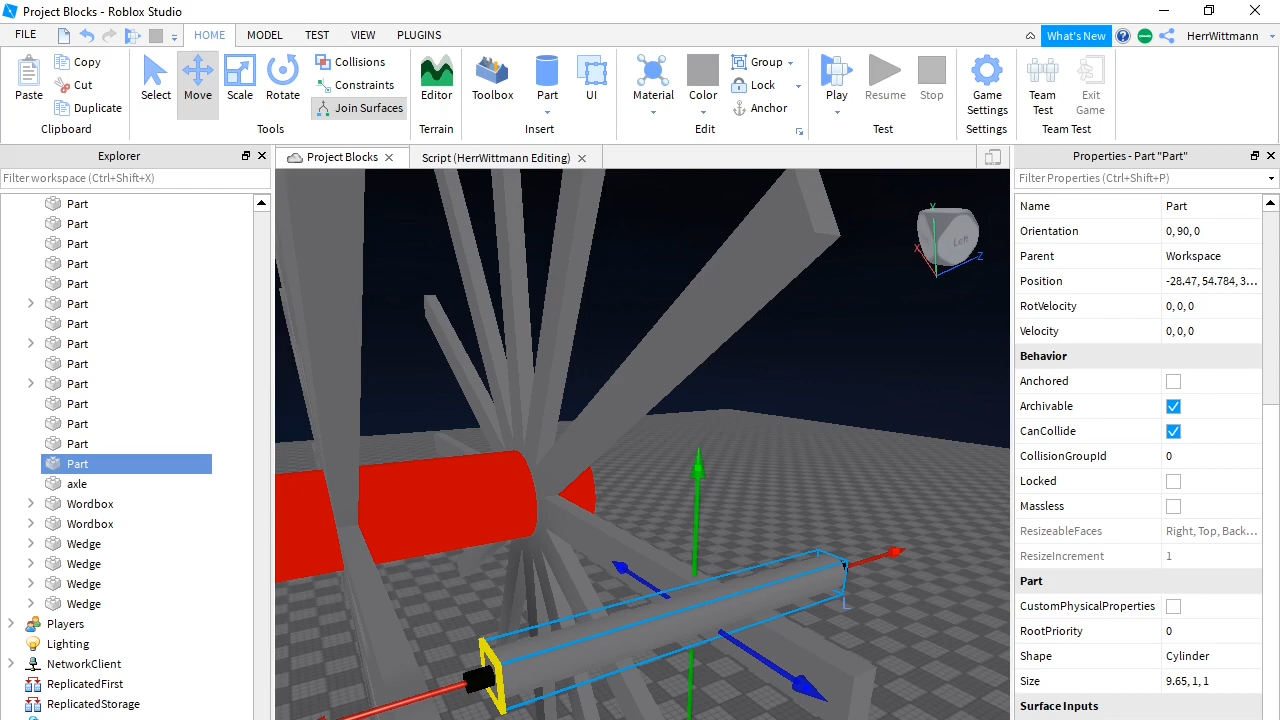 Project Blocks - Roblox Studio
FILE HOME MODEL TEST VIEW PLUGINS What's New HerrWittmann
Paste Copy Cut Duplicate Select Move Scale Rotate Collisions Constraints Join Surfaces Editor Toolbox Part UI Material Color Group Lock Anchor Play Resume Stop Game Settings Team Test Exit Game
Clipboard Tools Terrain Insert Edit Test Settings Team Test
Explorer
Filter workspace (Ctrl+Shift+X)
Part
Part
Part
Part
Part
Part
Part
Part
Part
Part
Part
Part
Part
Part
axle
Wordbox
Wordbox
Wedge
Wedge
Wedge
Wedge
Players
Lighting
NetworkClient
ReplicatedFirst
ReplicatedStorage
Project Blocks Script (HerrWittmann Editing)
Y
X
Z
Left
Properties - Part "Part"
Filter Properties (Ctrl+Shift+P)
Name Part
Orientation 0, 90, 0
Parent Workspace
Position -28.47, 54.784, 3...
RotVelocity 0, 0, 0
Velocity 0, 0, 0
Behavior
Anchored
Archivable
CanCollide
CollisionGroupId 0
Locked
Massless
ResizeableFaces Right, Top, Back...
ResizeIncrement 1
Part
CustomPhysicalProperties
RootPriority 0
Shape Cylinder
Size 9.65, 1, 1
Surface Inputs